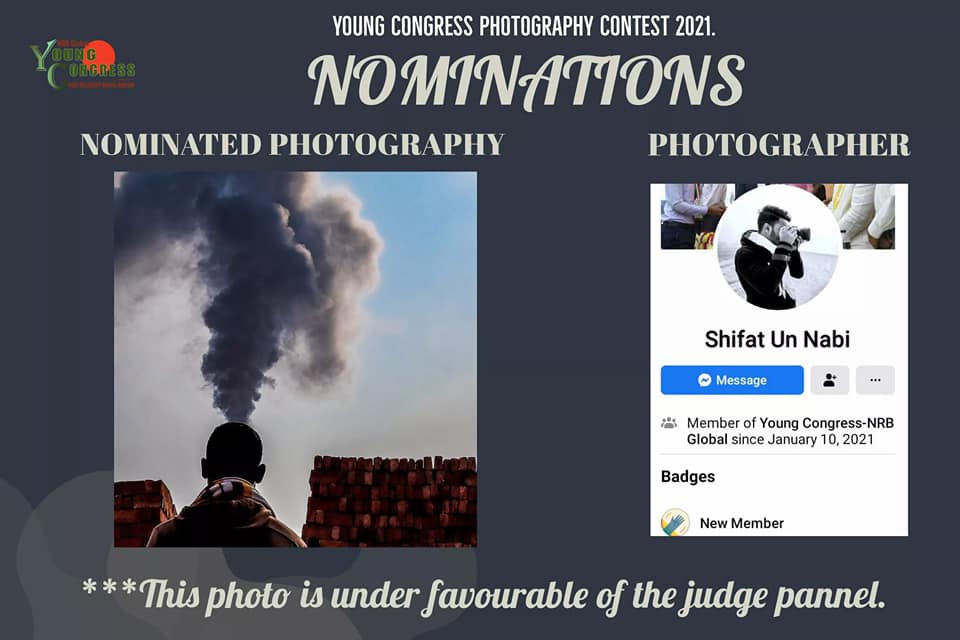 YOUNG CONGRESS PHOTOGRAPHY CONTEST 2021.
YOUNG
CONGRESS
NOMINATIONS
NOMINATED PHOTOGRAPHY
PHOTOGRAPHER
Shifat Un Nabi
Message
Member of Young Congress-NRB
Global since January 10, 2021
Badges
New Member
***This photo is under favourable of the judge pannel.